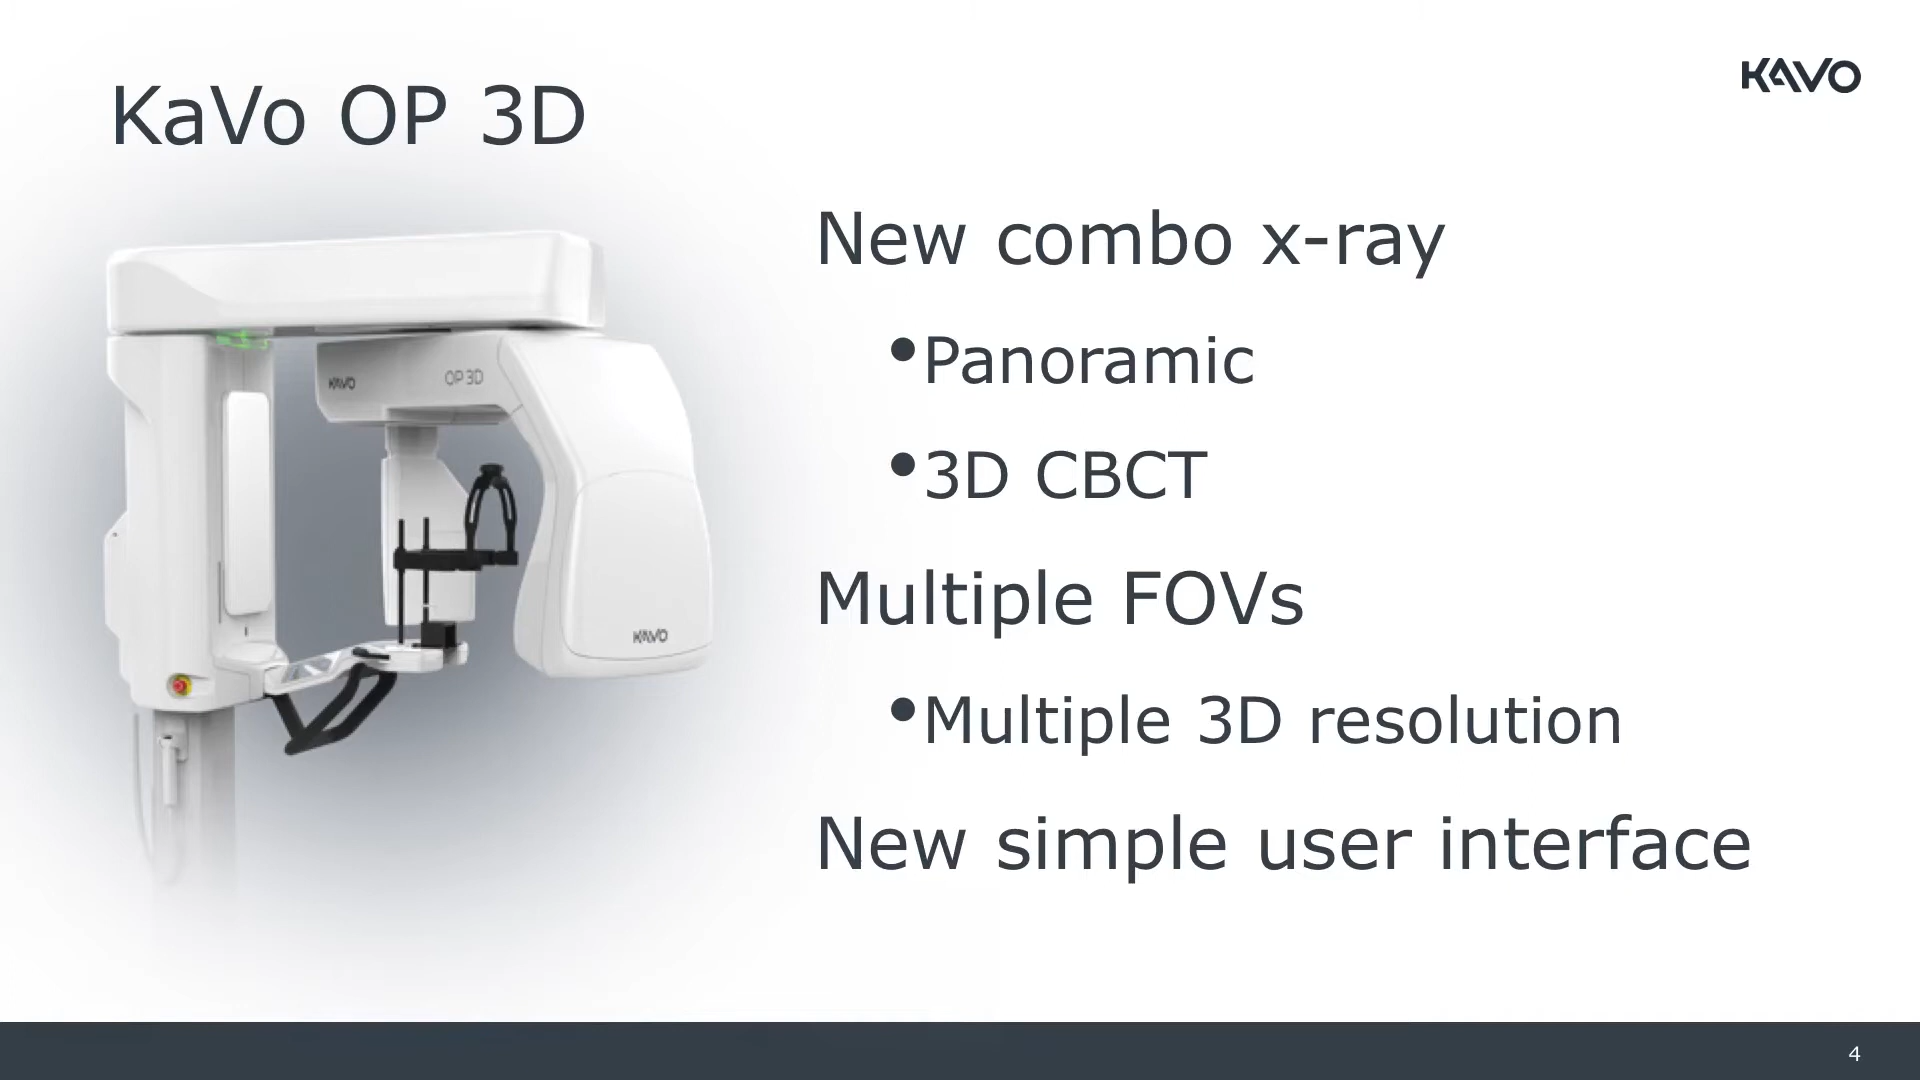 KAVO
KaVo OP 3D
New combo x-ray
•Panoramic
•3D CBCT
Multiple FOVs
•Multiple 3D resolution
New simple user interface
KAVO
OP 3D
KAVO
4